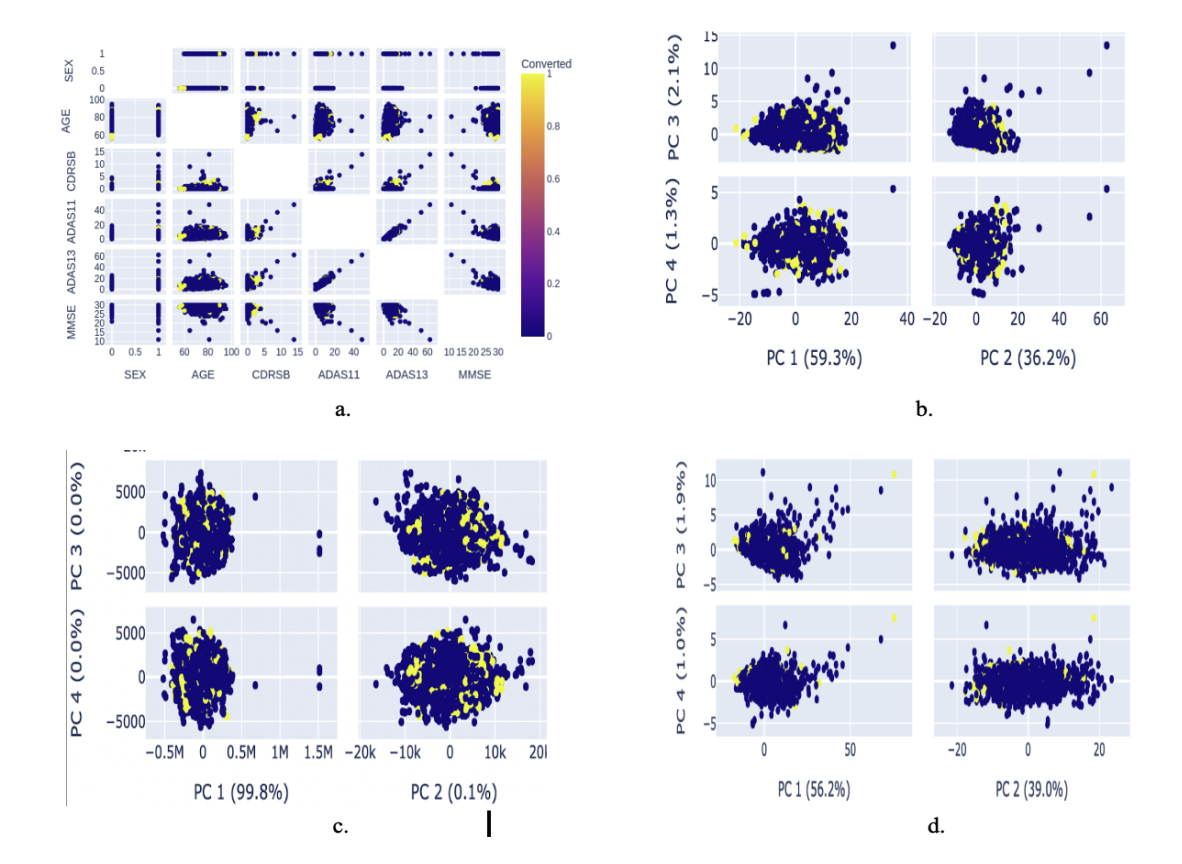 Converted
SEX
1
0.5
0
AGE
100
80
60
CDRSB
15
10
5
0
ADAS11
40
20
0
ADAS13
60
40
20
0
MMSE
30
25
20
15
10
0 0.5 1 60 80 100 0 5 10 15 0 20 40 0 20 40 60 10 15 20 25 30
SEX AGE CDRSB ADAS11 ADAS13 MMSE
1
0.8
0.6
0.4
0.2
0
a.
PC 3 (2.1%)
15
10
5
0
PC 4 (1.3%)
5
0
−5
−20 0 20 40 −20 0 20 40 60
PC 1 (59.3%) PC 2 (36.2%)
b.
PC 3 (0.0%)
5000
0
−5000
PC 4 (0.0%)
5000
0
−5000
−0.5M 0 0.5M 1M 1.5M −20k −10k 0 10k
PC 1 (99.8%) PC 2 (0.1%)
c.
PC 3 (1.9%)
10
5
0
−5
PC 4 (1.0%)
5
0
−5
0 50 −20 0 20
PC 1 (56.2%) PC 2 (39.0%)
d.